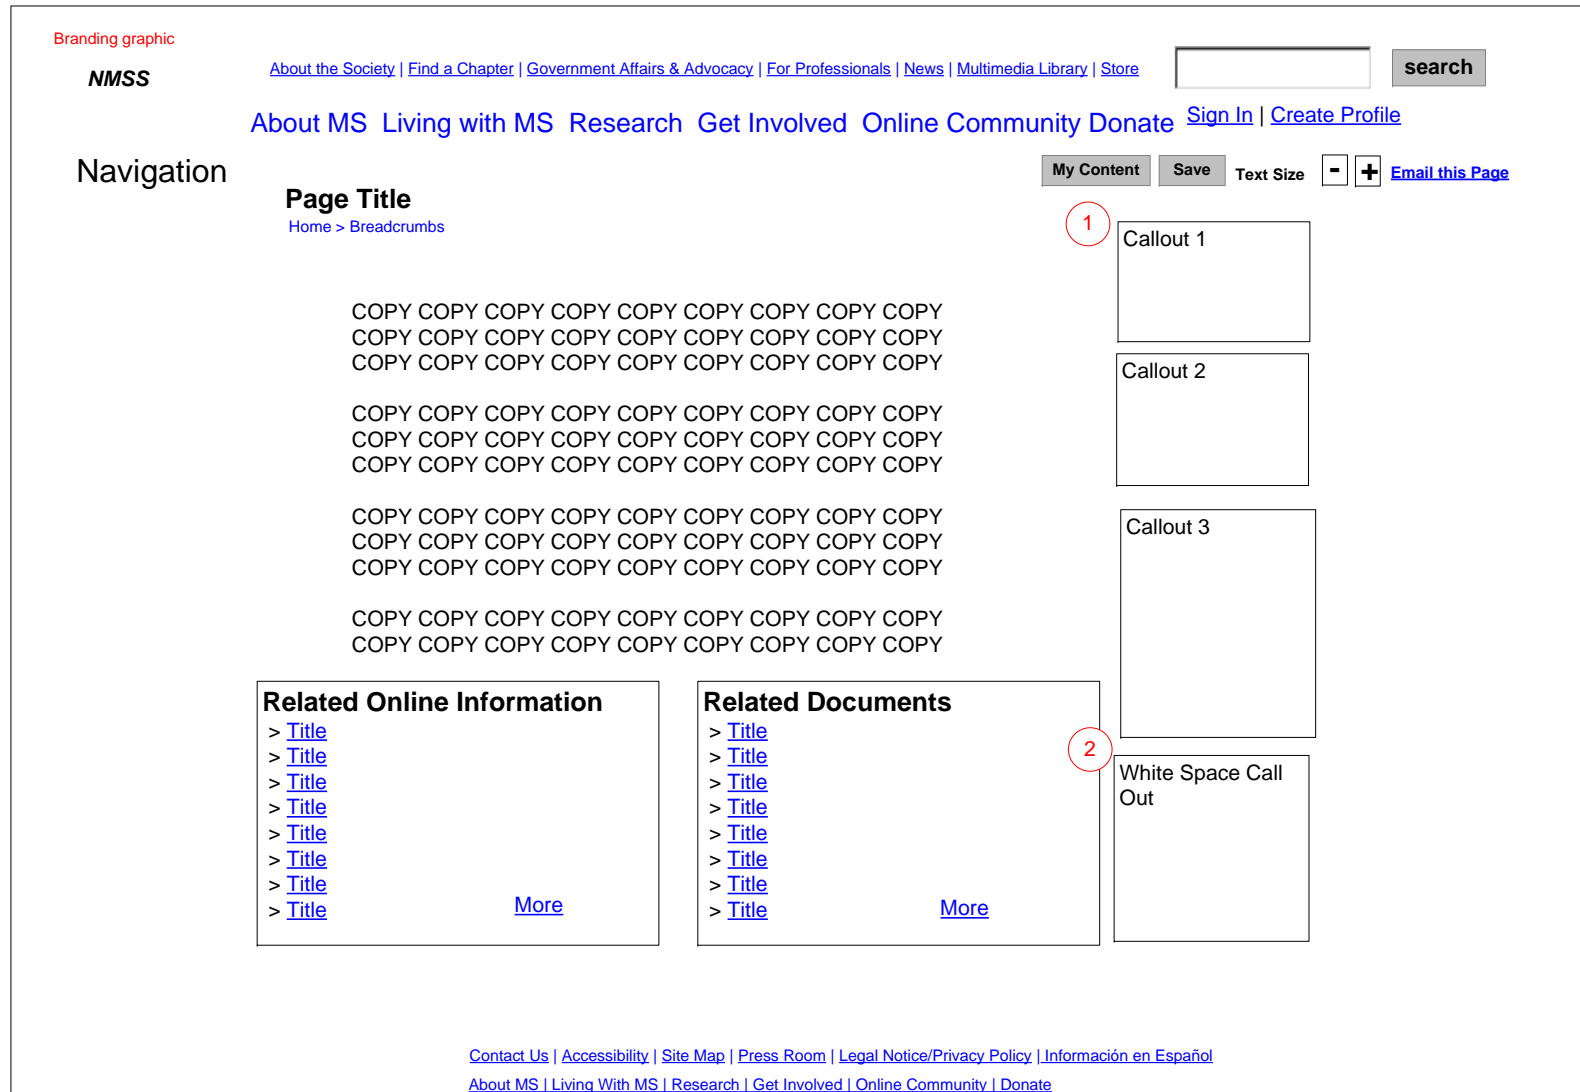 Branding graphic
NMSS
About the Society | Find a Chapter | Government Affairs & Advocacy | For Professionals | News | Multimedia Library | Store
search
About MS Living with MS Research Get Involved Online Community Donate
Sign In | Create Profile
Navigation
My Content
Save
Text Size
-
+
Email this Page
Page Title
Home > Breadcrumbs
COPY COPY COPY COPY COPY COPY COPY COPY COPY
COPY COPY COPY COPY COPY COPY COPY COPY COPY
COPY COPY COPY COPY COPY COPY COPY COPY COPY
COPY COPY COPY COPY COPY COPY COPY COPY COPY
COPY COPY COPY COPY COPY COPY COPY COPY COPY
COPY COPY COPY COPY COPY COPY COPY COPY COPY
COPY COPY COPY COPY COPY COPY COPY COPY COPY
COPY COPY COPY COPY COPY COPY COPY COPY COPY
COPY COPY COPY COPY COPY COPY COPY COPY COPY
COPY COPY COPY COPY COPY COPY COPY COPY COPY
COPY COPY COPY COPY COPY COPY COPY COPY COPY
1
Callout 1
Callout 2
Callout 3
Related Online Information
> Title
> Title
> Title
> Title
> Title
> Title
> Title
> Title
More
Related Documents
> Title
> Title
> Title
> Title
> Title
> Title
> Title
> Title
More
2
White Space Call
Out
Contact Us | Accessibility | Site Map | Press Room | Legal Notice/Privacy Policy | Información en Español
About MS | Living With MS | Research | Get Involved | Online Community | Donate